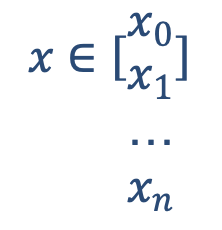 x₀
x ∈ [x₁]
...
xₙ